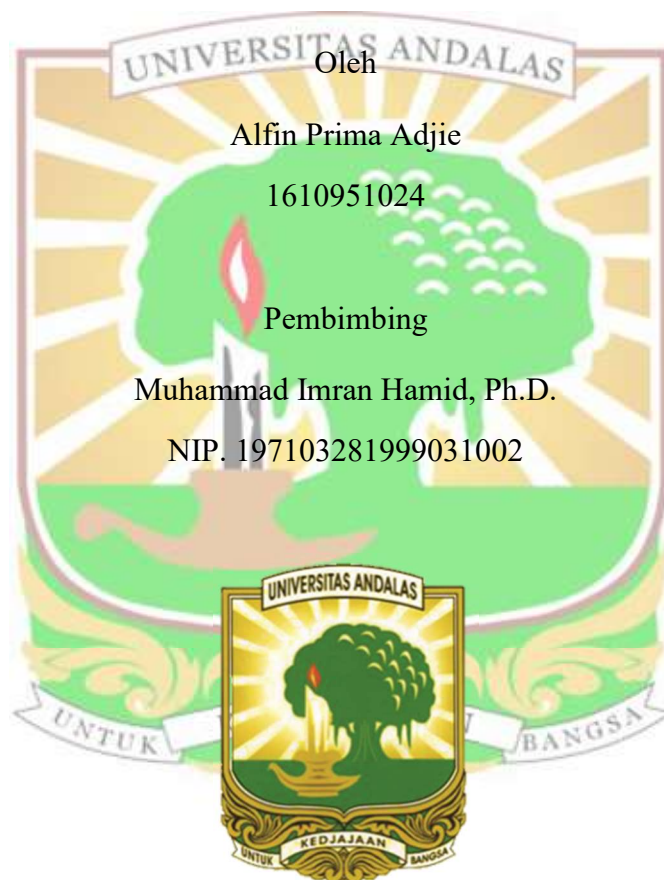 UNIVERSITAS ANDALAS
Oleh
Alfin Prima Adjie
1610951024
Pembimbing
Muhammad Imran Hamid, Ph.D.
NIP. 197103281999031002
UNIVERSITAS ANDALAS
UNTUK BANGSA
UNTUK KEDJAJAAN BANGSA